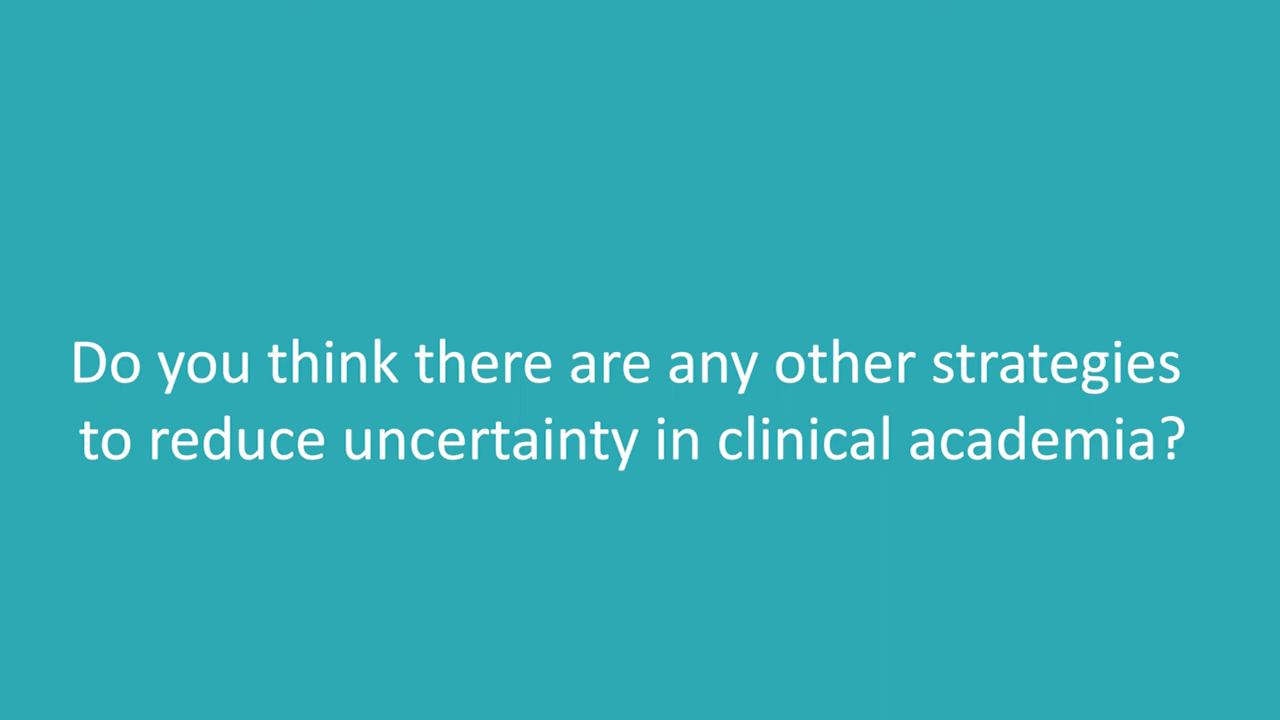 Do you think there are any other strategies
to reduce uncertainty in clinical academia?